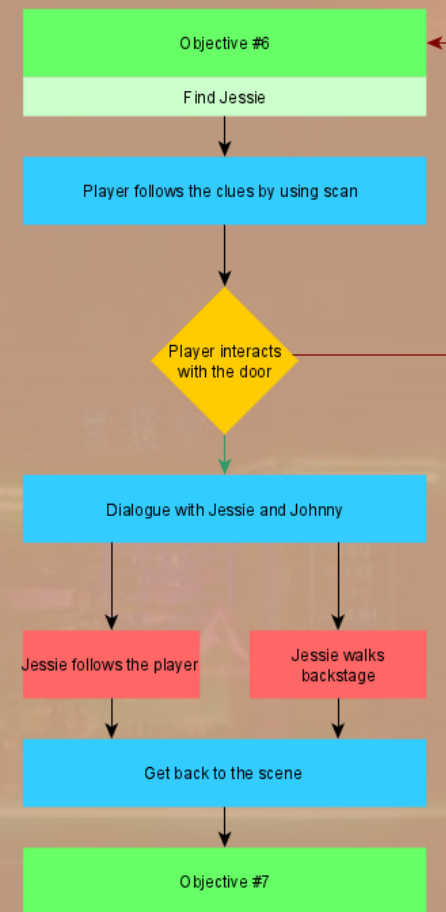 Objective #6
Find Jessie
Player follows the clues by using scan
Player interacts
with the door
Dialogue with Jessie and Johnny
Jessie follows the player
Jessie walks
backstage
Get back to the scene
Objective #7